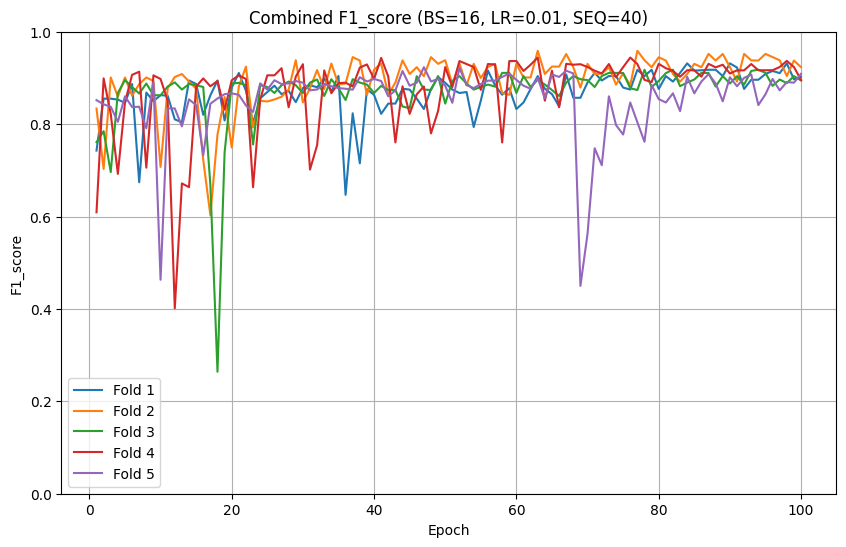 Combined F1_score (BS=16, LR=0.01, SEQ=40)
1.0
0.8
0.6
0.4
0.2
0.0
F1_score
Fold 1
Fold 2
Fold 3
Fold 4
Fold 5
0 20 40 60 80 100
Epoch